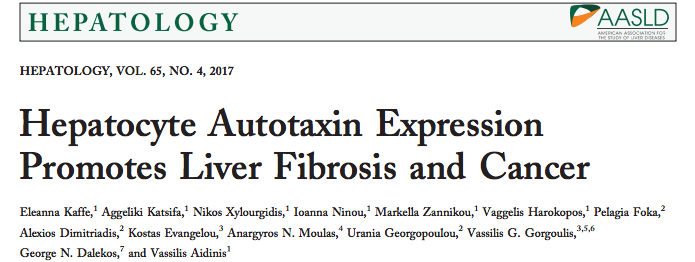 HEPATOLOGY
AASLD
AMERICAN ASSOCIATION FOR
THE STUDY OF LIVER DISEASES
HEPATOLOGY, VOL. 65, NO. 4, 2017
Hepatocyte Autotaxin Expression
Promotes Liver Fibrosis and Cancer
Eleanna Kaffe,1 Aggeliki Katsifa,1 Nikos Xylourgidis,1 Ioanna Ninou,1 Markella Zannikou,1 Vaggelis Harokopos,1 Pelagia Foka,2
Alexios Dimitriadis,2 Kostas Evangelou,3 Anargyros N. Moulas,4 Urania Georgopoulou,2 Vassilis G. Gorgoulis,3,5,6
George N. Dalekos,7 and Vassilis Aidinis1